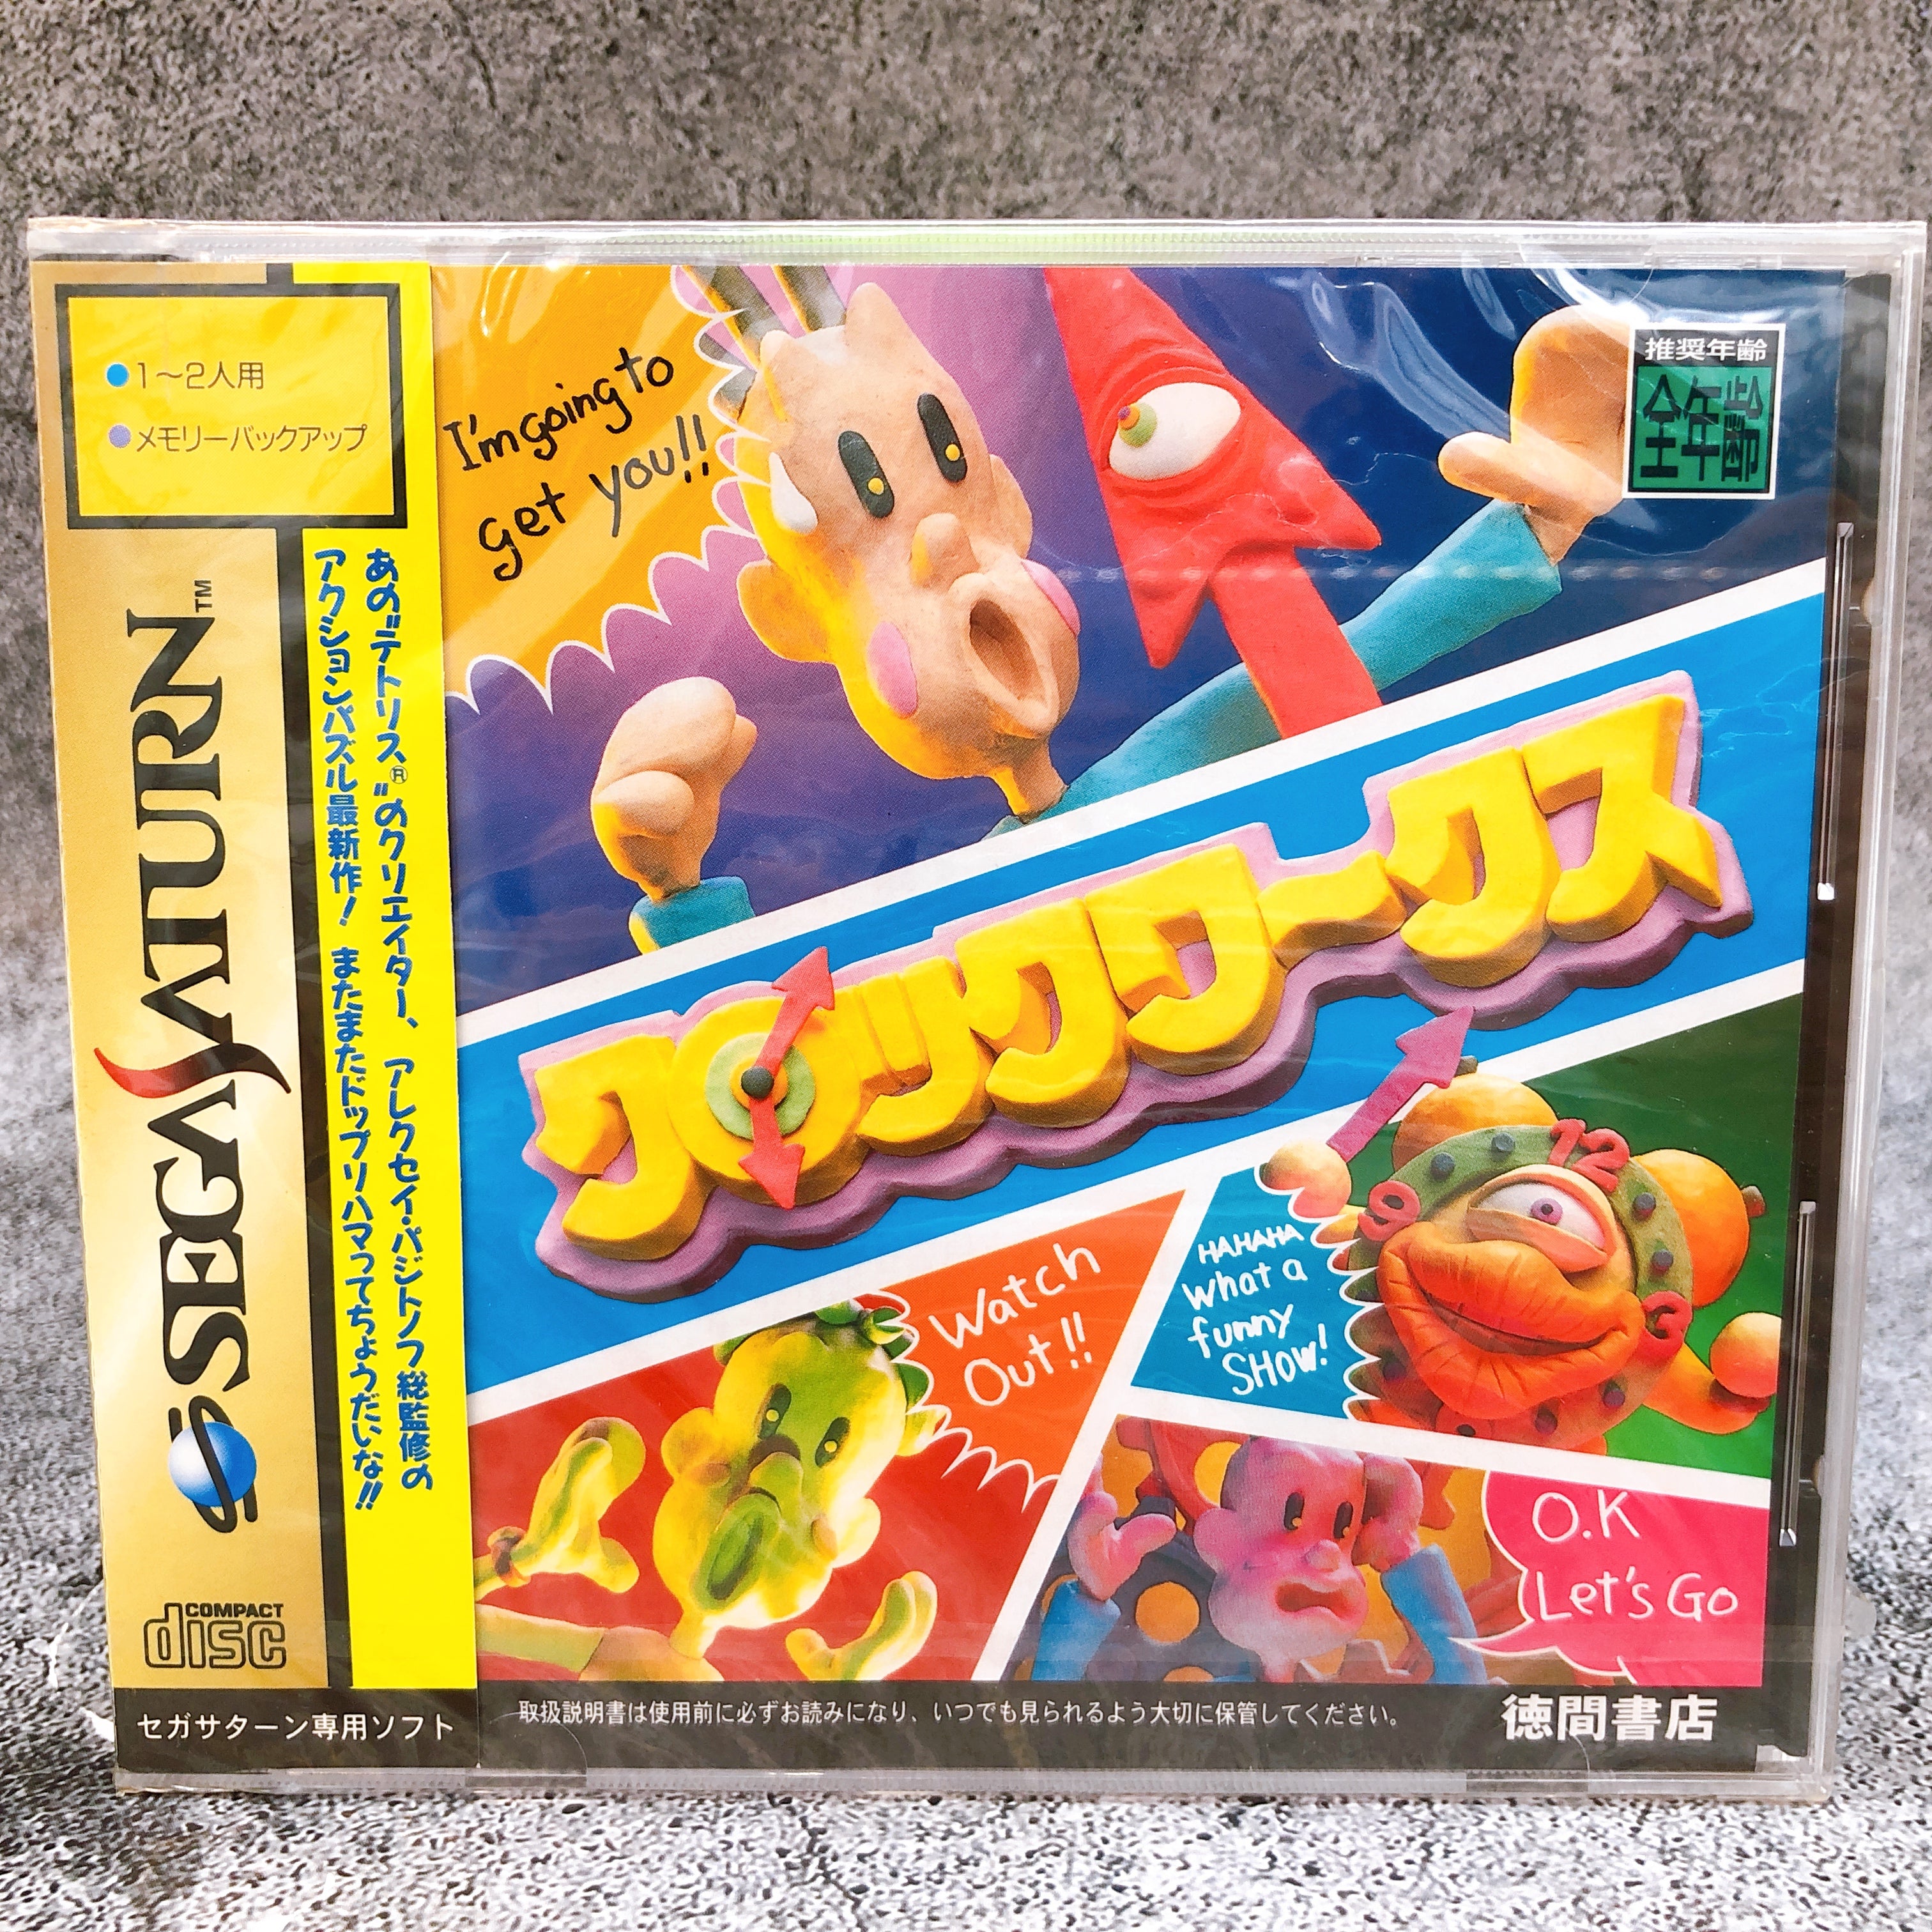 ●1～2人用
●メモリーバックアップ
SEGA SATURN™
あの"テトリス®"のクリエイター、アレクセイ・パジトノフ総監修の
アクションパズル最新作！またまたドップリハマってちょうだいな!!
COMPACT
disc
セガサターン専用ソフト
I'm going to
get you!!
推奨年齢
全年齢
クロックワークス
Watch
Out!!
HAHAHA
what a
funny
SHOW!
12
9
3
O.K
Let's Go
取扱説明書は使用前に必ずお読みになり、いつでも見られるよう大切に保管してください。
徳間書店